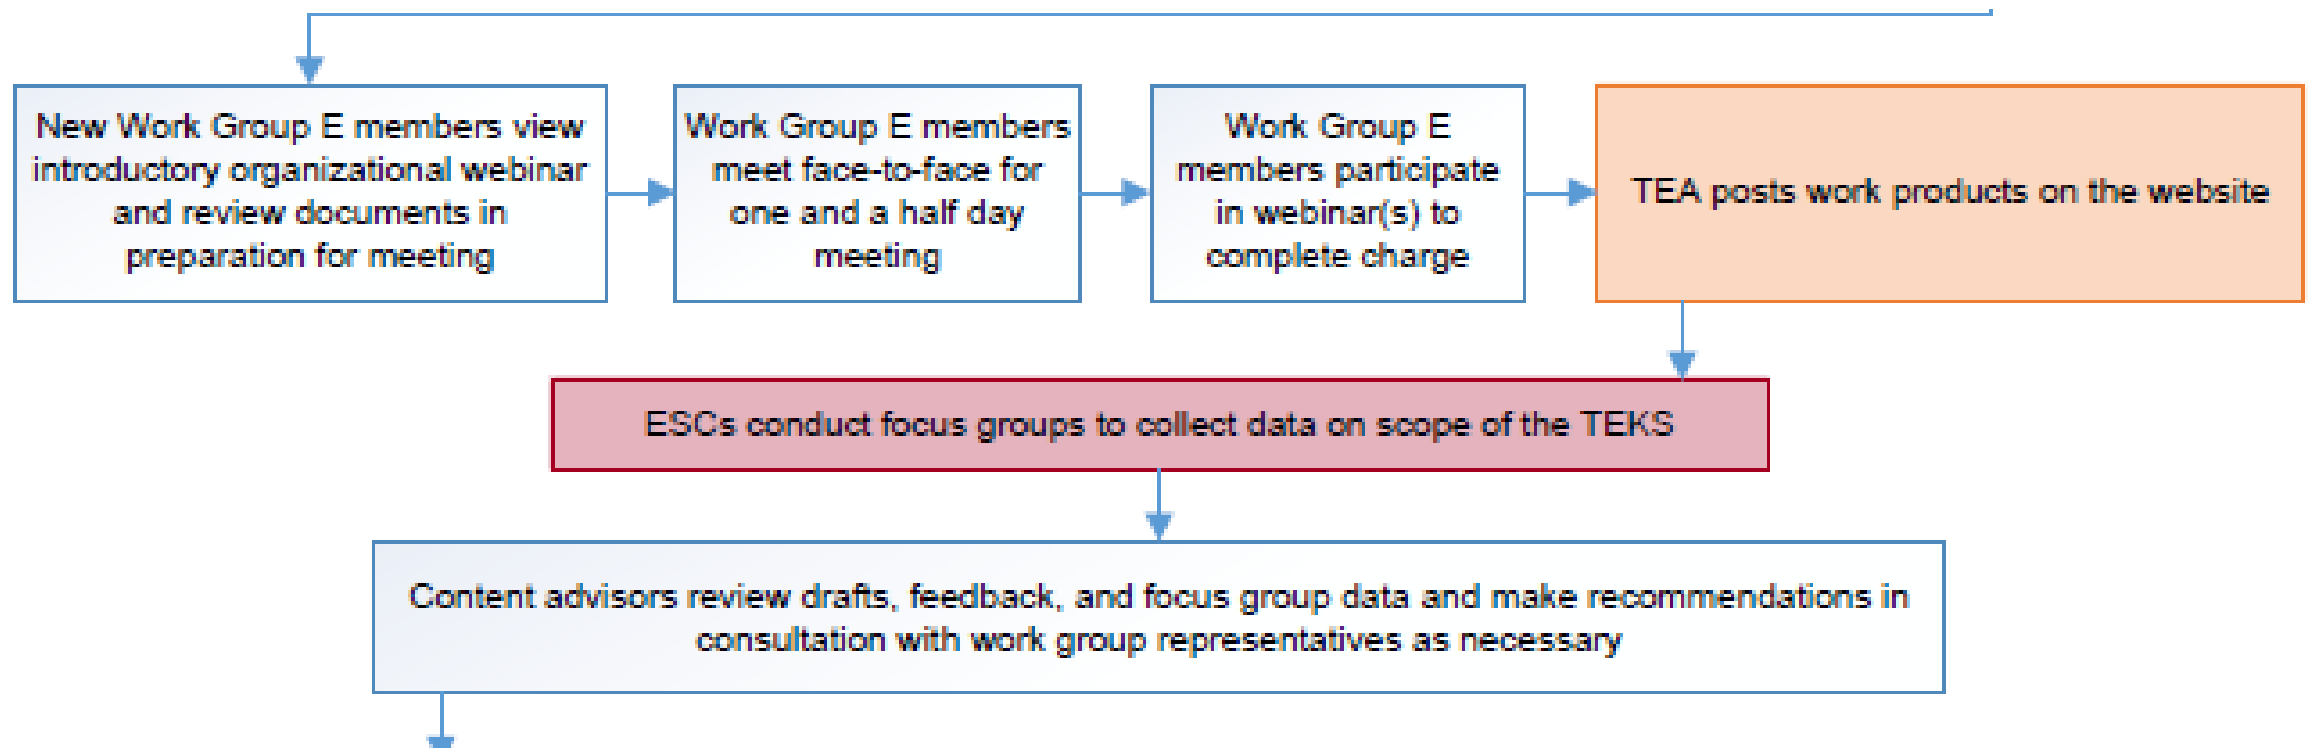 New Work Group E members view
introductory organizational webinar
and review documents in
preparation for meeting
Work Group E members
meet face-to-face for
one and a half day
meeting
Work Group E
members participate
in webinar(s) to
complete charge
TEA posts work products on the website
ESCs conduct focus groups to collect data on scope of the TEKS
Content advisors review drafts, feedback, and focus group data and make recommendations in
consultation with work group representatives as necessary